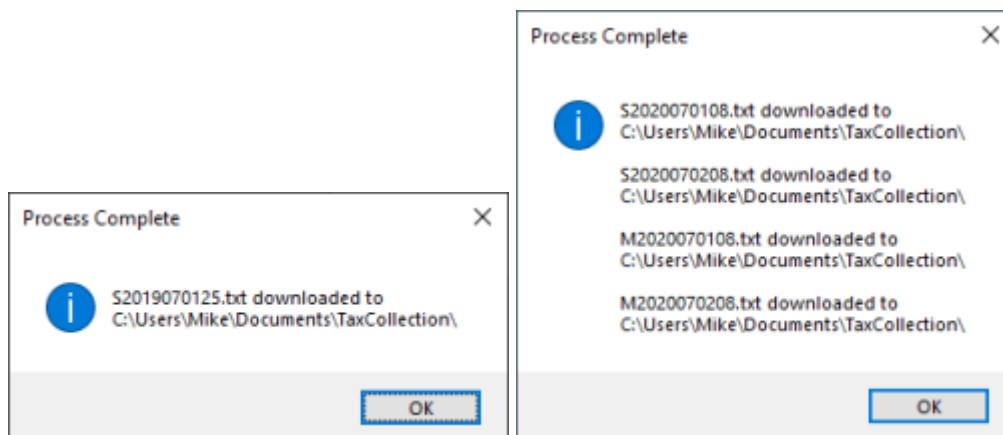 Process Complete
S2019070125.txt downloaded to
C:\Users\Mike\Documents\TaxCollection\
OK
Process Complete
S2020070108.txt downloaded to
C:\Users\Mike\Documents\TaxCollection\
S2020070208.txt downloaded to
C:\Users\Mike\Documents\TaxCollection\
M2020070108.txt downloaded to
C:\Users\Mike\Documents\TaxCollection\
M2020070208.txt downloaded to
C:\Users\Mike\Documents\TaxCollection\
OK